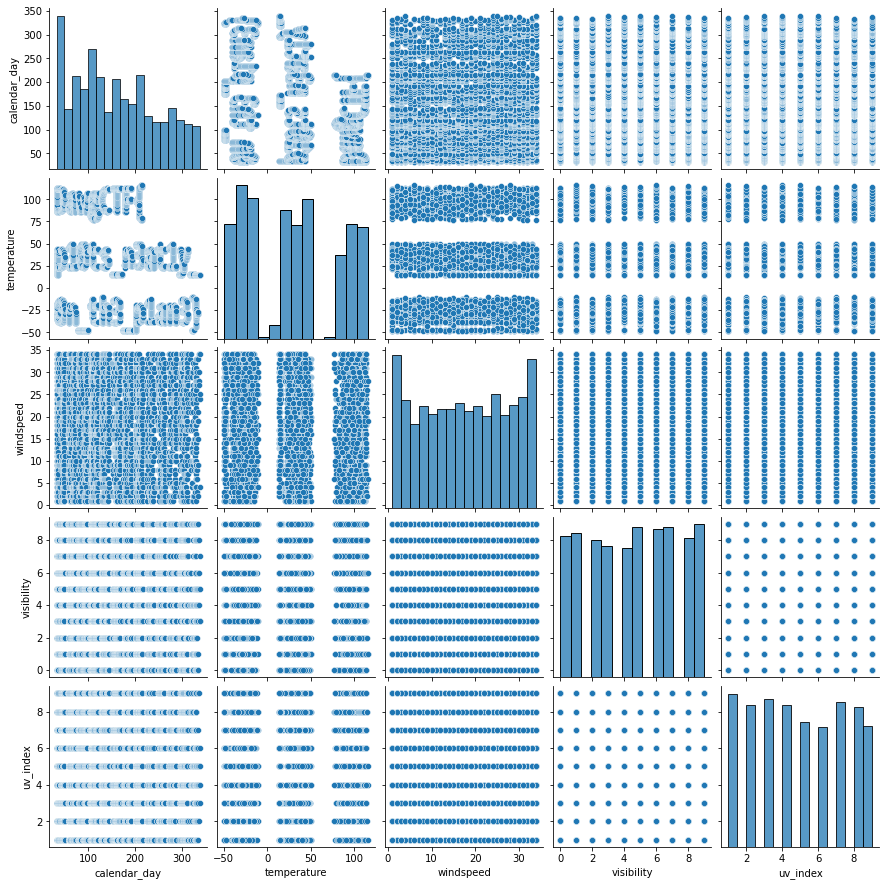 350
300
250
200
150
100
50
calendar_day
100
75
50
25
0
−25
−50
temperature
35
30
25
20
15
10
5
0
windspeed
8
6
4
2
0
visibility
8
6
4
2
uv_index
100 200 300
−50 0 50 100
0 10 20 30
0 2 4 6 8
2 4 6 8
calendar_day temperature windspeed visibility uv_index